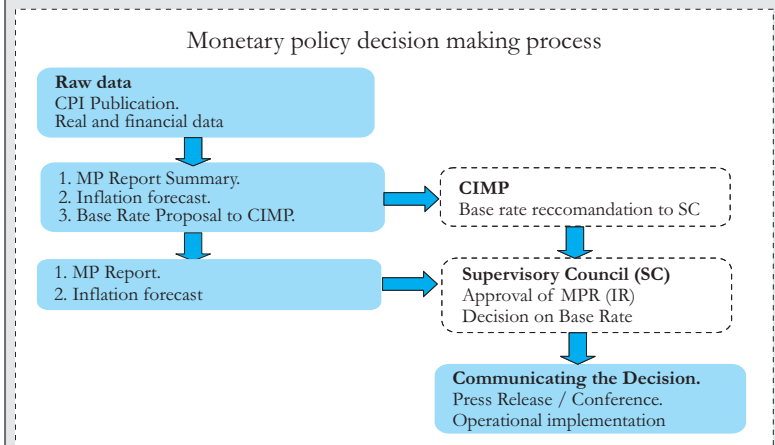 Monetary policy decision making process
Raw data
CPI Publication.
Real and financial data
1. MP Report Summary.
2. Inflation forecast.
3. Base Rate Proposal to CIMP.
CIMP
Base rate reccomandation to SC
1. MP Report.
2. Inflation forecast
Supervisory Council (SC)
Approval of MPR (IR)
Decision on Base Rate
Communicating the Decision.
Press Release / Conference.
Operational implementation